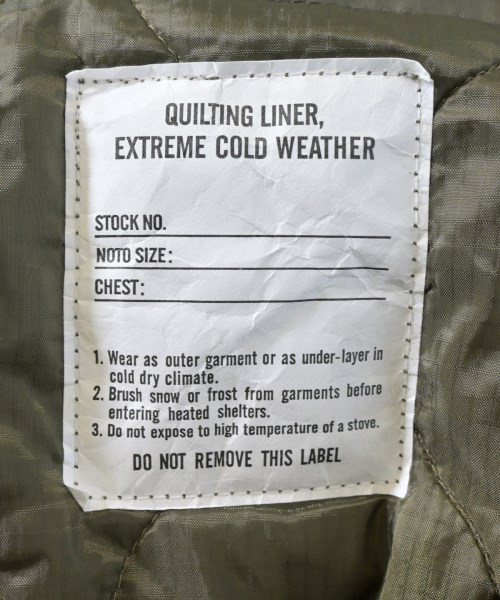 QUILTING LINER,
EXTREME COLD WEATHER
STOCK NO.
NOTO SIZE:
CHEST:
1. Wear as outer garment or as under-layer in
cold dry climate.
2. Brush snow or frost from garments before
entering heated shelters.
3. Do not expose to high temperature of a stove.
DO NOT REMOVE THIS LABEL